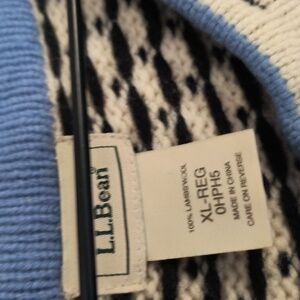 L.L.Bean®
100% LAMBSWOOL
XL-REG
0HPH5
MADE IN CHINA
CARE ON REVERSE